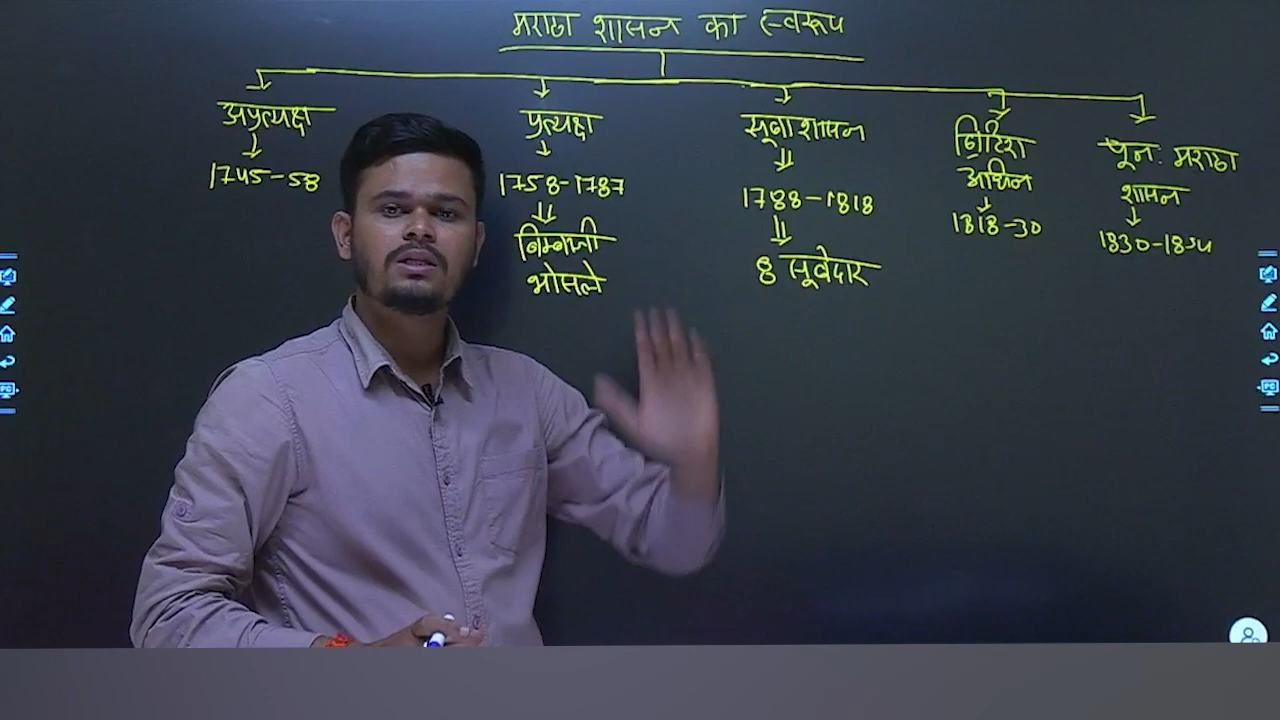 मराठा शासन का स्वरूप
अप्रत्यक्ष
1745-58
प्रत्यक्ष
1758-1787
बिम्बाजी
भोसले
सूबा शासन
1788-1818
8 सूबेदार
ब्रिटिश
अधिन
1818-30
पून: मराठा
शासन
1830-1854